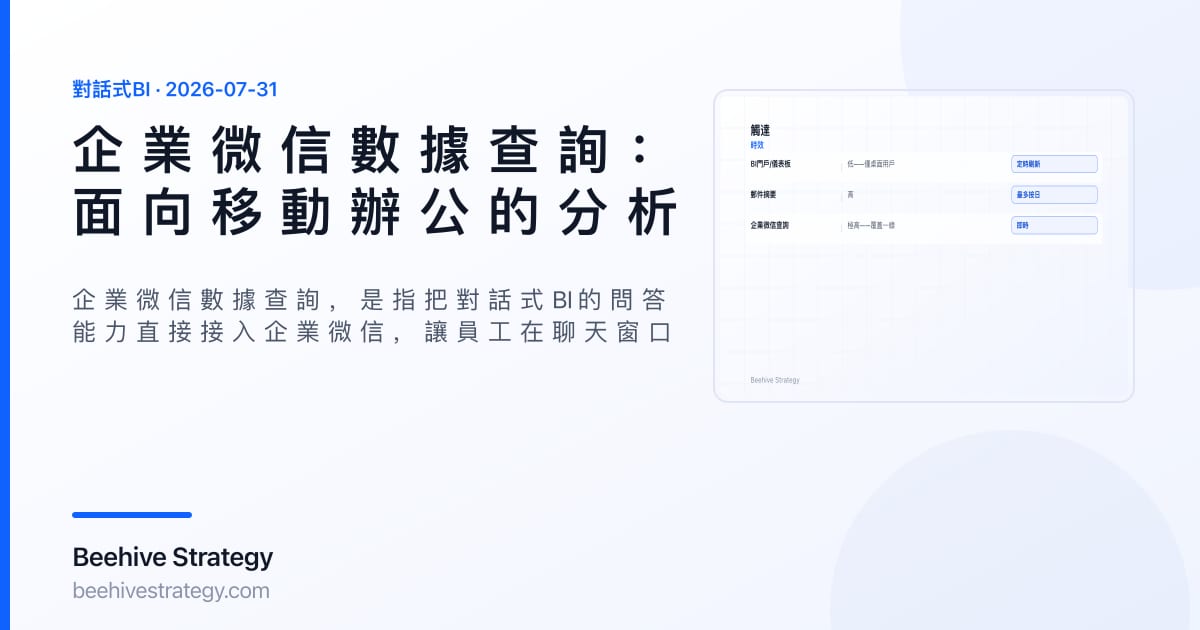 對話式BI · 2026-07-31
企業微信數據查詢：
面向移動辦公的分析
企業微信數據查詢，是指把對話式BI的問答
能力直接接入企業微信，讓員工在聊天窗口
觸達
時效
BI門戶/儀表板 低——僅桌面用戶 定時刷新
郵件摘要 高 最多按日
企業微信查詢 極高——覆蓋一線 即時
Beehive Strategy
Beehive Strategy
beehivestrategy.com